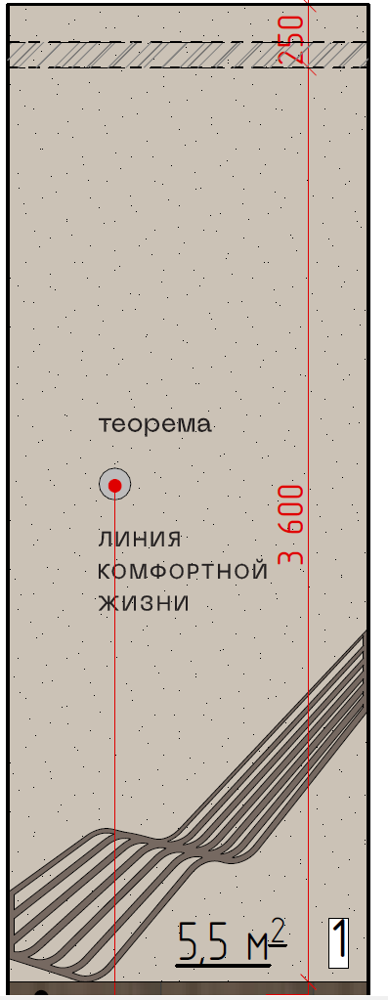 250
теорема
3 600
ЛИНИЯ
КОМФОРТНОЙ
ЖИЗНИ
5,5 м²
1